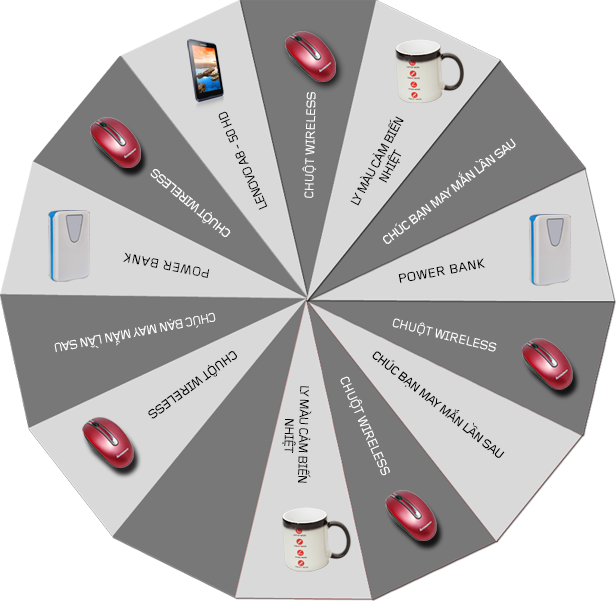 CHUỘT WIRELESS
LY MÀU CẢM BIẾN
NHIỆT
CHÚC BẠN MAY MẮN LẦN SAU
POWER BANK
CHUỘT WIRELESS
CHÚC BẠN MAY MẮN LẦN SAU
CHUỘT WIRELESS
LY MÀU CẢM BIẾN
NHIỆT
CHUỘT WIRELESS
CHÚC BẠN MAY MẮN LẦN SAU
POWER BANK
CHUỘT WIRELESS
LENOVO A8 - 50 HD